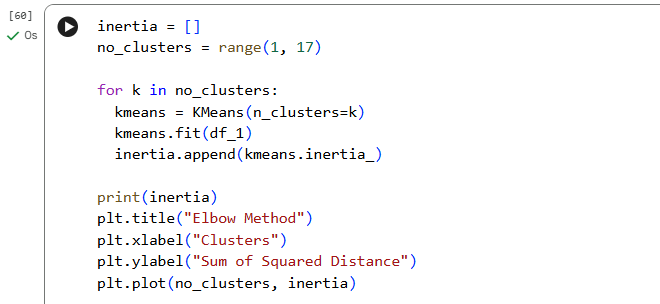 [60]
0s
inertia = []
no_clusters = range(1, 17)
for k in no_clusters:
  kmeans = KMeans(n_clusters=k)
  kmeans.fit(df_1)
  inertia.append(kmeans.inertia_)
print(inertia)
plt.title("Elbow Method")
plt.xlabel("Clusters")
plt.ylabel("Sum of Squared Distance")
plt.plot(no_clusters, inertia)